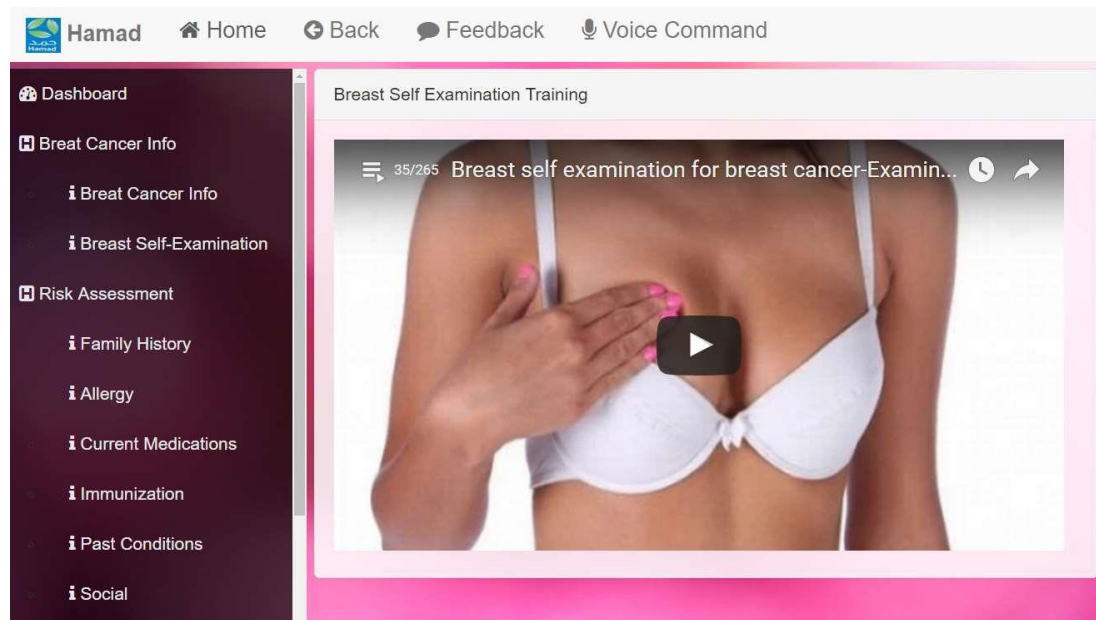 حمد
Hamad
Hamad Home Back Feedback Voice Command
Dashboard
Breat Cancer Info
Breat Cancer Info
Breast Self-Examination
Risk Assessment
Family History
Allergy
Current Medications
Immunization
Past Conditions
Social
Breast Self Examination Training
35/265 Breast self examination for breast cancer-Examin...